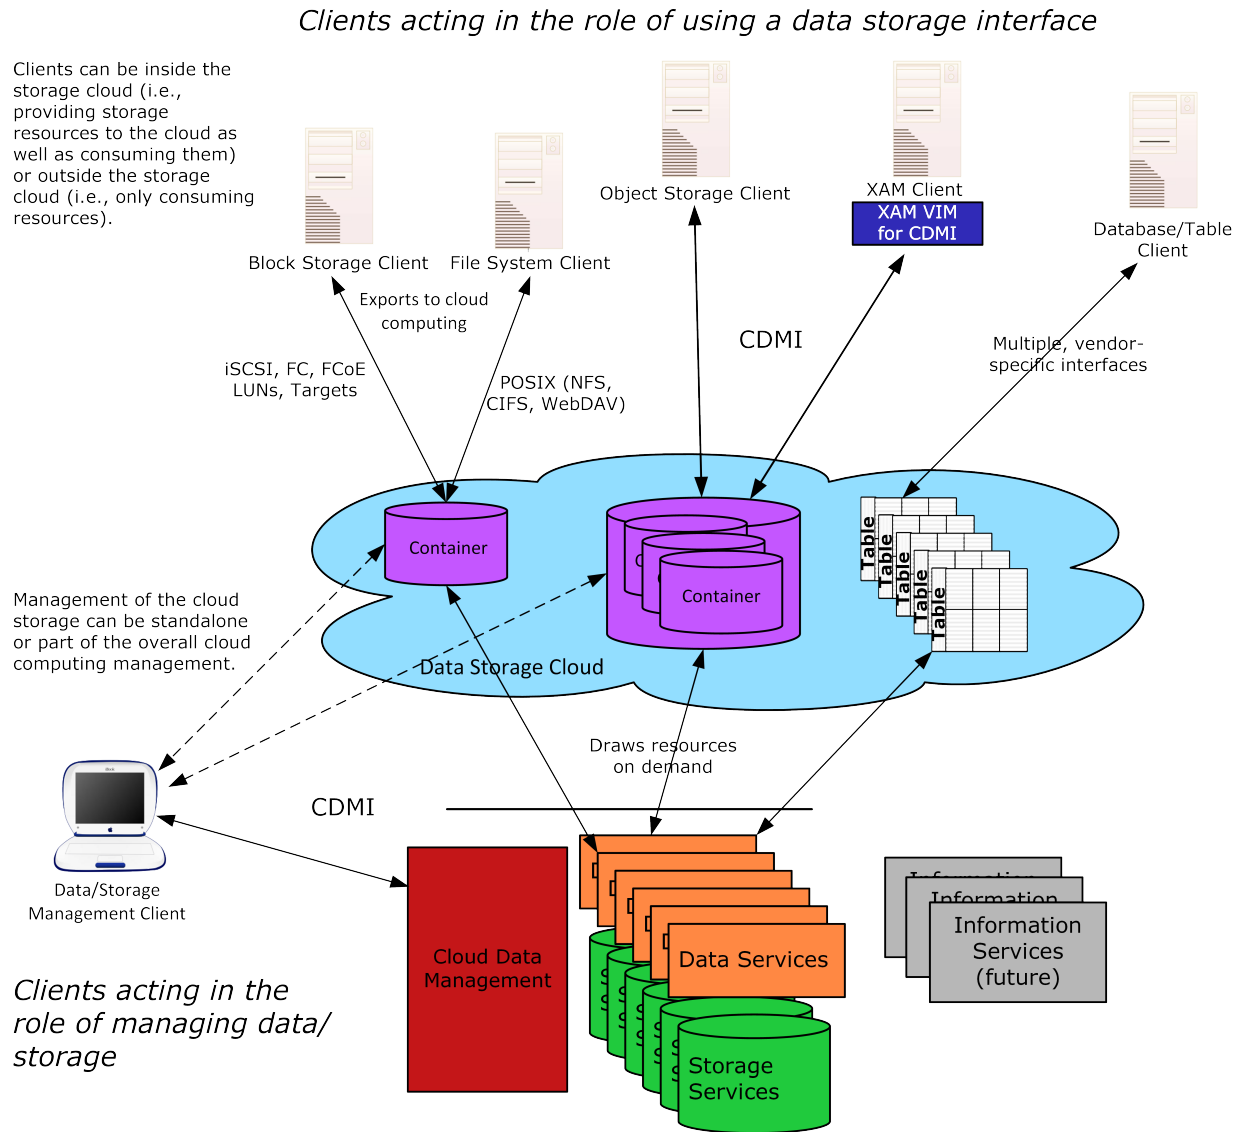 Clients acting in the role of using a data storage interface
Clients can be inside the
storage cloud (i.e.,
providing storage
resources to the cloud as
well as consuming them)
or outside the storage
cloud (i.e., only consuming
resources).
Block Storage Client
File System Client
Object Storage Client
XAM Client
XAM VIM
for CDMI
Database/Table
Client
Exports to cloud
computing
iSCSI, FC, FCoE
LUNs, Targets
POSIX (NFS,
CIFS, WebDAV)
CDMI
Multiple, vendor-
specific interfaces
Container
Container
Table
Table
Table
Table
Table
Data Storage Cloud
Management of the cloud
storage can be standalone
or part of the overall cloud
computing management.
Draws resources
on demand
CDMI
Data/Storage
Management Client
Cloud Data
Management
Data Services
Storage
Services
Information
Information
Information
Services
(future)
Clients acting in the
role of managing data/
storage